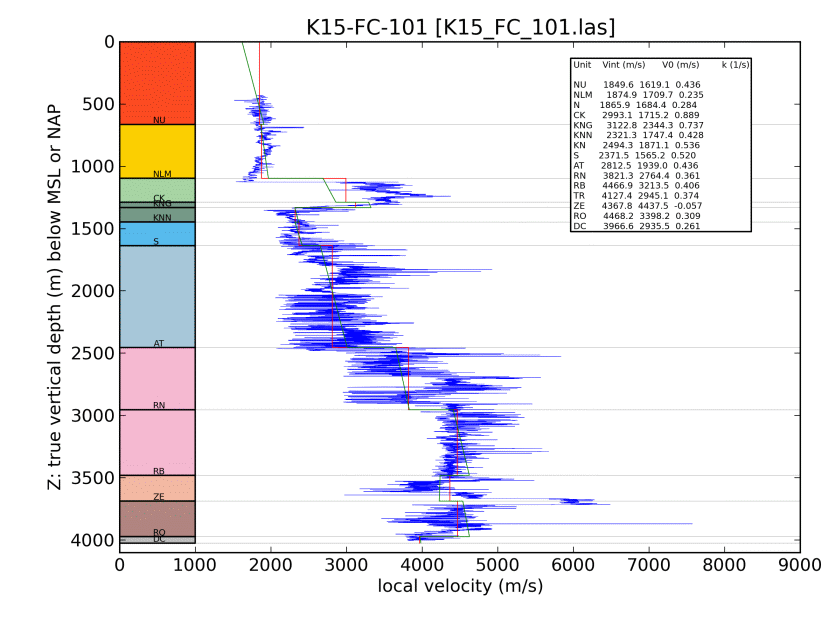 K15-FC-101 [K15_FC_101.las]
Z: true vertical depth (m) below MSL or NAP
0
500
1000
1500
2000
2500
3000
3500
4000
NU
NLM
CK
KNG
KNN
S
AT
RN
RB
ZE
RO
DC
Unit Vint (m/s) V0 (m/s) k (1/s)
NU 1849.6 1619.1 0.436
NLM 1874.9 1709.7 0.235
N 1865.9 1684.4 0.284
CK 2993.1 1715.2 0.889
KNG 3122.8 2344.3 0.737
KNN 2321.3 1747.4 0.428
KN 2494.3 1871.1 0.536
S 2371.5 1565.2 0.520
AT 2812.5 1939.0 0.436
RN 3821.3 2764.4 0.361
RB 4466.9 3213.5 0.406
TR 4127.4 2945.1 0.374
ZE 4367.8 4437.5 -0.057
RO 4468.2 3398.2 0.309
DC 3966.6 2935.5 0.261
0 1000 2000 3000 4000 5000 6000 7000 8000 9000
local velocity (m/s)